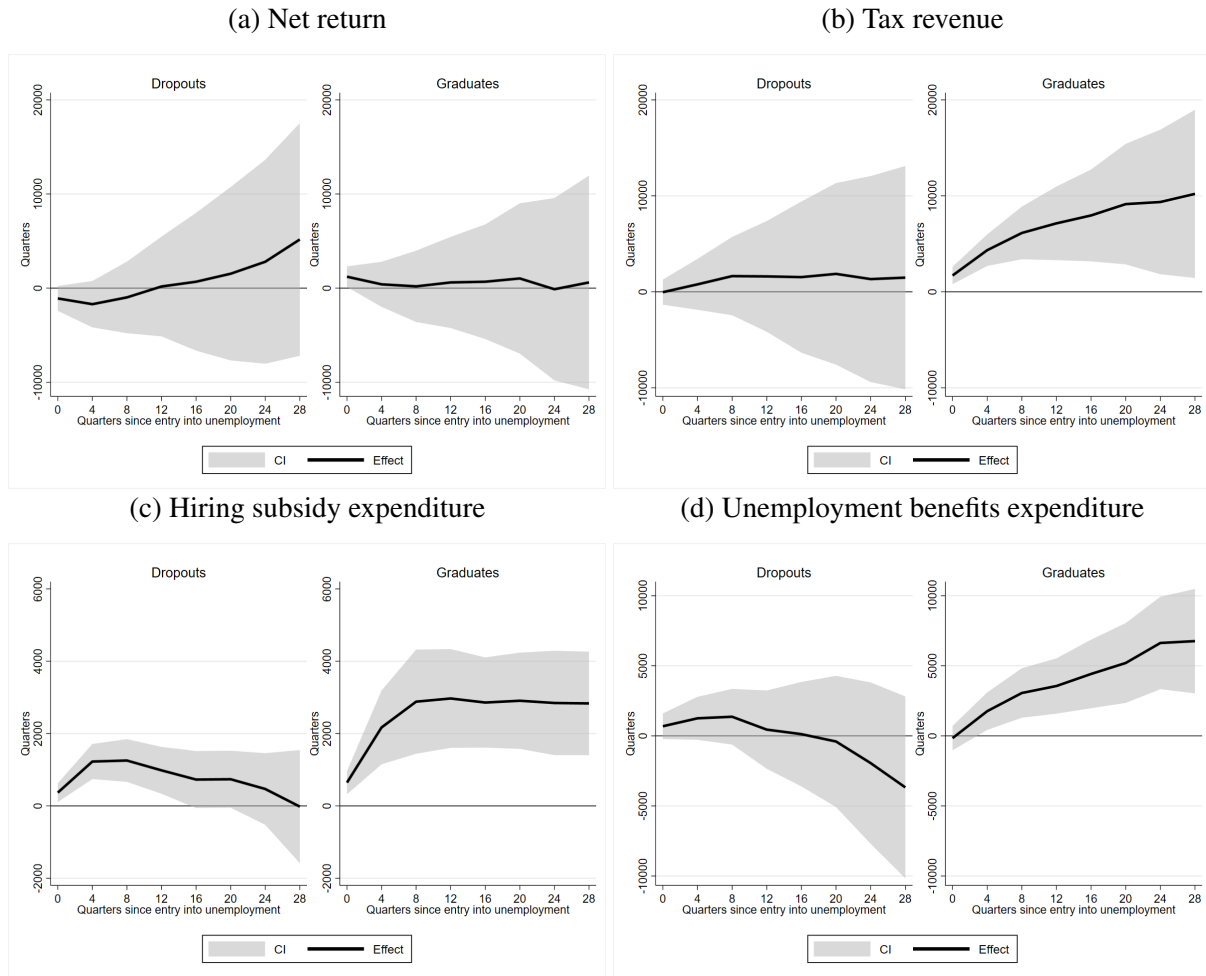 (a) Net return
(b) Tax revenue
Dropouts
Graduates
Quarters
20000
10000
0
-10000
0 4 8 12 16 20 24 28
Quarters since entry into unemployment
Quarters
20000
10000
0
-10000
0 4 8 12 16 20 24 28
Quarters since entry into unemployment
CI Effect
Dropouts
Graduates
Quarters
20000
10000
0
-10000
0 4 8 12 16 20 24 28
Quarters since entry into unemployment
Quarters
20000
10000
0
-10000
0 4 8 12 16 20 24 28
Quarters since entry into unemployment
CI Effect
(c) Hiring subsidy expenditure
(d) Unemployment benefits expenditure
Dropouts
Graduates
Quarters
6000
4000
2000
0
-2000
0 4 8 12 16 20 24 28
Quarters since entry into unemployment
Quarters
6000
4000
2000
0
-2000
0 4 8 12 16 20 24 28
Quarters since entry into unemployment
CI Effect
Dropouts
Graduates
Quarters
10000
5000
0
-5000
-10000
0 4 8 12 16 20 24 28
Quarters since entry into unemployment
Quarters
10000
5000
0
-5000
-10000
0 4 8 12 16 20 24 28
Quarters since entry into unemployment
CI Effect